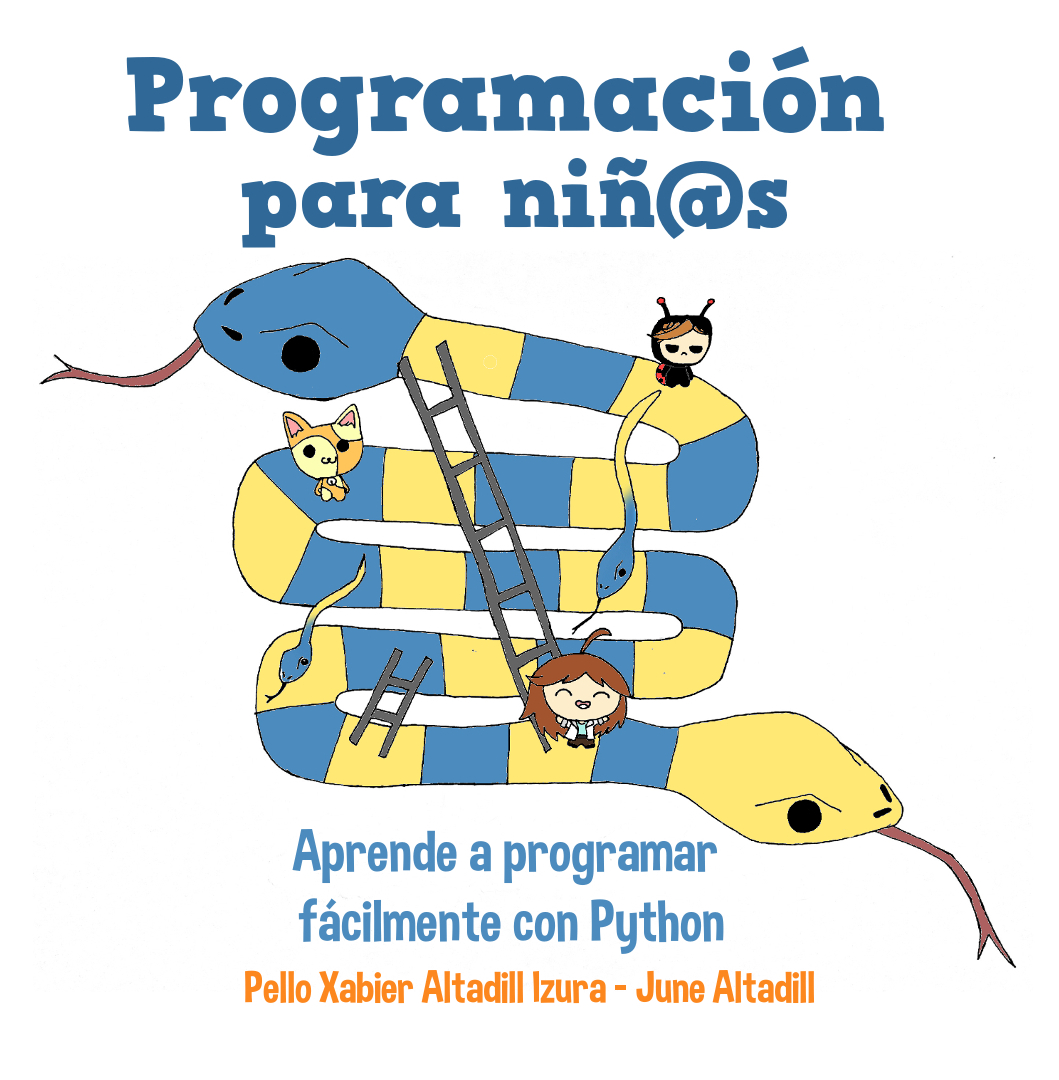 Programación
para niñ@s
Aprende a programar
fácilmente con Python
Pello Xabier Altadill Izura - June Altadill